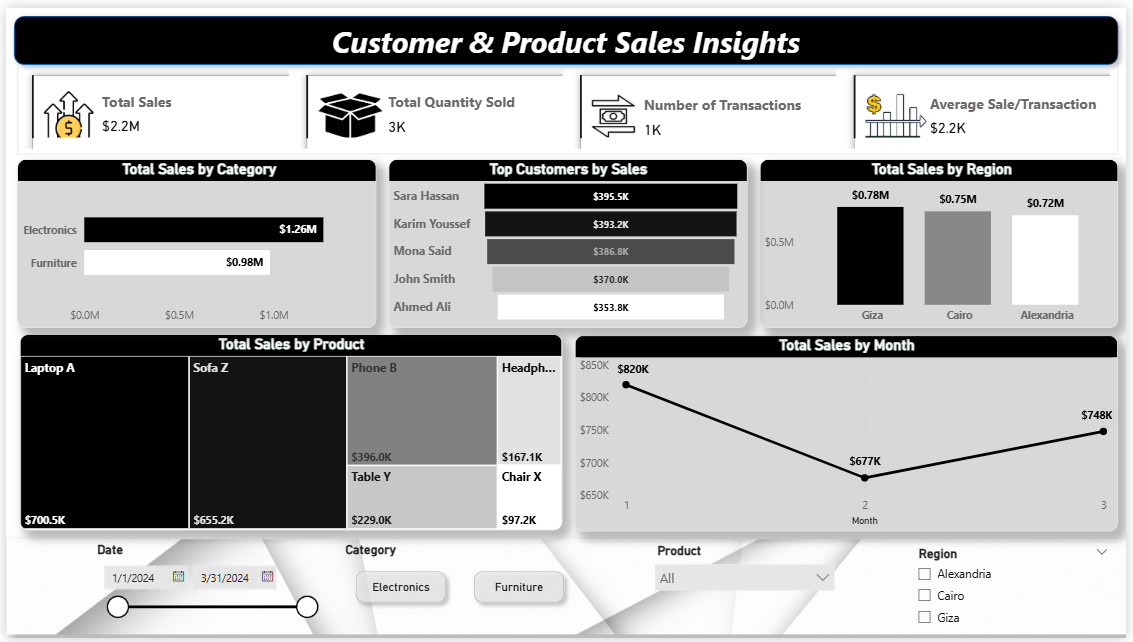 Customer & Product Sales Insights
Total Sales
$2.2M
Total Quantity Sold
3K
Number of Transactions
1K
Average Sale/Transaction
$2.2K
Total Sales by Category
Electronics
$1.26M
Furniture
$0.98M
$0.0M $0.5M $1.0M
Top Customers by Sales
Sara Hassan $395.5K
Karim Youssef $393.2K
Mona Said $386.8K
John Smith $370.0K
Ahmed Ali $353.8K
Total Sales by Region
$0.78M
$0.75M
$0.72M
$0.5M
$0.0M
Giza Cairo Alexandria
Total Sales by Product
Laptop A
$700.5K
Sofa Z
$655.2K
Phone B
$396.0K
Headph...
$167.1K
Table Y
$229.0K
Chair X
$97.2K
Total Sales by Month
$850K
$820K
$800K
$750K
$748K
$700K
$677K
$650K
1 2 3
Month
Date
1/1/2024 3/31/2024
Category
Electronics Furniture
Product
All
Region
Alexandria
Cairo
Giza